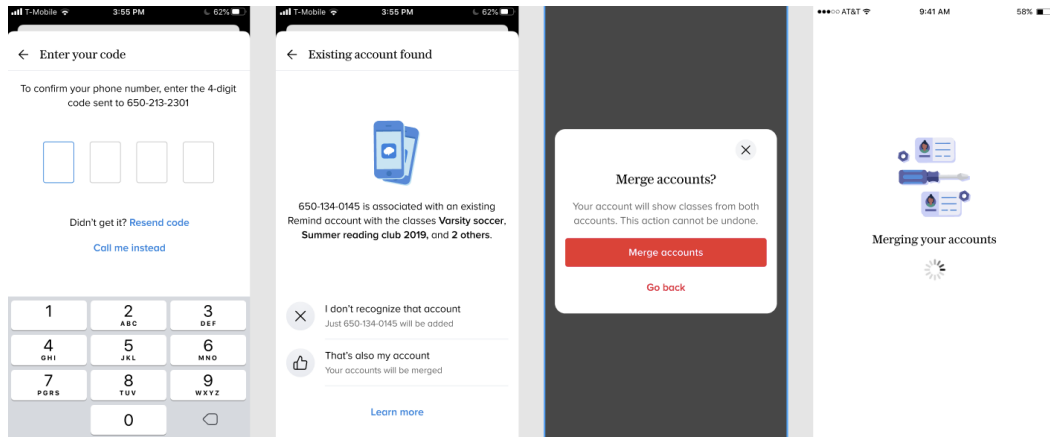 T-Mobile 3:55 PM 62%
← Enter your code
To confirm your phone number, enter the 4-digit
code sent to 650-213-2301
Didn't get it? Resend code
Call me instead
1
2 ABC
3 DEF
4 GHI
5 JKL
6 MNO
7 PQRS
8 TUV
9 WXYZ
0
T-Mobile 3:55 PM 62%
← Existing account found
650-134-0145 is associated with an existing
Remind account with the classes Varsity soccer,
Summer reading club 2019, and 2 others.
I don't recognize that account
Just 650-134-0145 will be added
That's also my account
Your accounts will be merged
Learn more
Merge accounts?
Your account will show classes from both
accounts. This action cannot be undone.
Merge accounts
Go back
AT&T 9:41 AM 58%
Merging your accounts